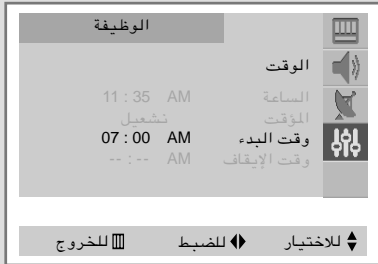 الوظيفة
الوقت
الساعة 11 : 35 AM
المؤقت تشغيل
وقت البدء 07 : 00 AM
وقت الإيقاف -- : -- AM
للاختيار للضبط للخروج